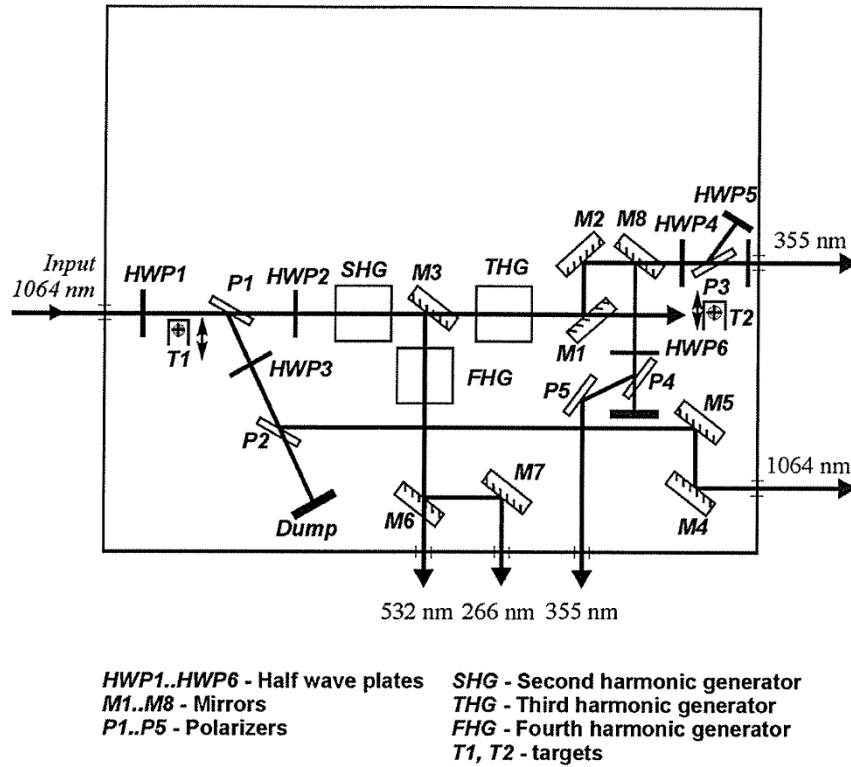 HWP5
M2 M8 HWP4
355 nm
Input
1064 nm
HWP1 P1 HWP2 SHG M3 THG
P3
T2
T1 HWP3 FHG M1 HWP6
P5 P4
P2 M5
1064 nm
M7
Dump M6 M4
532 nm 266 nm 355 nm
HWP1..HWP6 - Half wave plates
M1..M8 - Mirrors
P1..P5 - Polarizers
SHG - Second harmonic generator
THG - Third harmonic generator
FHG - Fourth harmonic generator
T1, T2 - targets